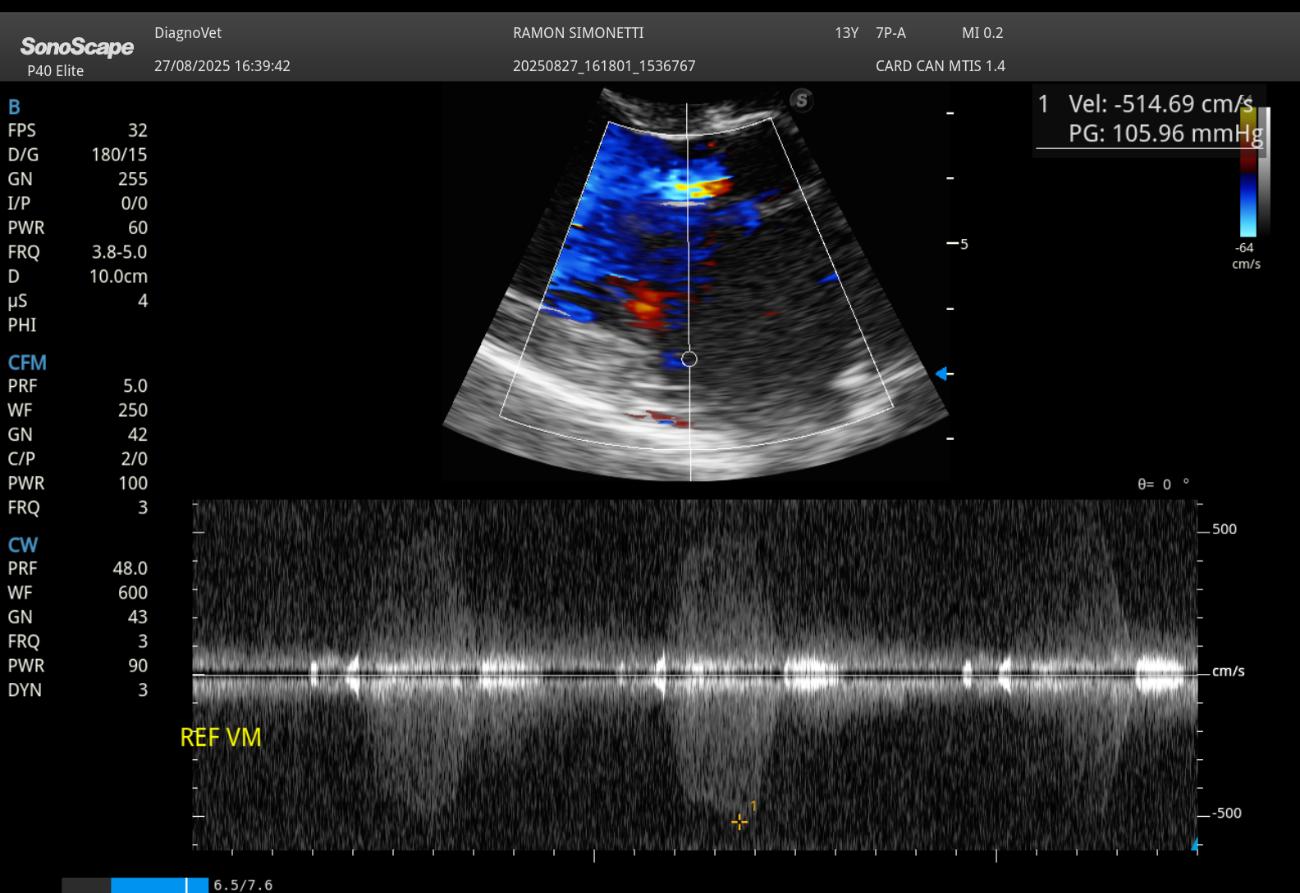 SonoScape
P40 Elite
DiagnoVet
27/08/2025 16:39:42
RAMON SIMONETTI
20250827_161801_1536767
13Y 7P-A MI 0.2
CARD CAN MTIS 1.4
B
FPS 32
D/G 180/15
GN 255
I/P 0/0
PWR 60
FRQ 3.8-5.0
D 10.0cm
µS 4
PHI
CFM
PRF 5.0
WF 250
GN 42
C/P 2/0
PWR 100
FRQ 3
CW
PRF 48.0
WF 600
GN 43
FRQ 3
PWR 90
DYN 3
S
1 Vel: -514.69 cm/s
PG: 105.96 mmHg
-64
cm/s
5
θ= 0 °
500
cm/s
-500
REF VM
1
6.5/7.6